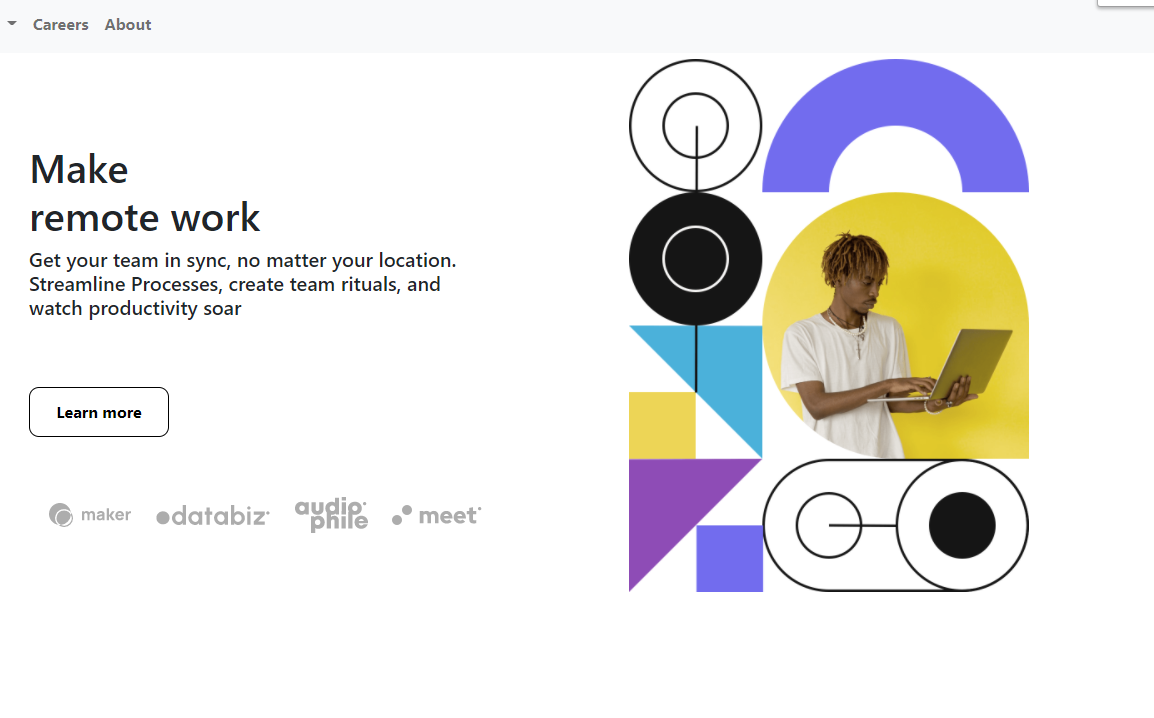 Careers About
Make
remote work
Get your team in sync, no matter your location.
Streamline Processes, create team rituals, and
watch productivity soar
Learn more
maker databiz audiophile meet